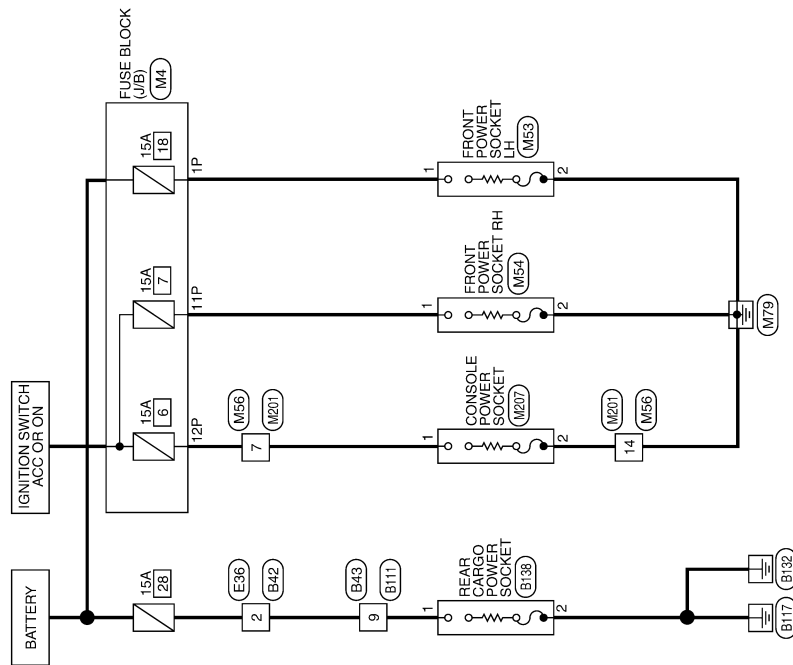 BATTERY
IGNITION SWITCH
ACC OR ON
FUSE BLOCK
(J/B)
M4
15A
28
15A
6
15A
7
15A
18
12P
11P
1P
2
E36
B42
7
M56
M201
9
B43
B111
1
REAR
CARGO
POWER
SOCKET
B138
2
1
CONSOLE
POWER
SOCKET
M207
2
1
FRONT
POWER
SOCKET RH
M54
2
1
FRONT
POWER
SOCKET
LH
M53
2
14
M201
M56
B117
B132
M79